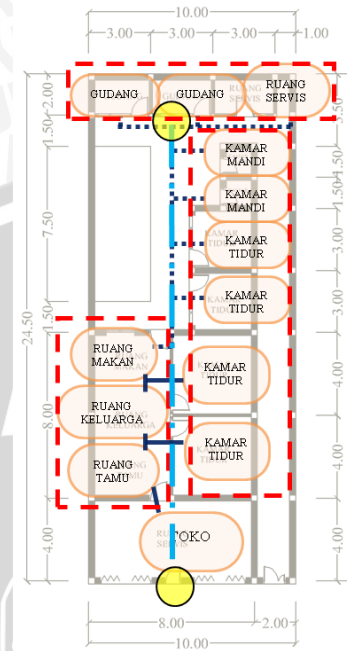 10.00
3.00
3.00
3.00
1.00
GUDANG
GUDANG
RUANG
SERVIS
KAMAR
MANDI
KAMAR
MANDI
KAMAR
TIDUR
KAMAR
TIDUR
RUANG
MAKAN
KAMAR
TIDUR
RUANG
KELUARGA
KAMAR
TIDUR
RUANG
TAMU
TOKO
2.00
1.50
7.50
1.50
8.00
4.00
24.50
3.50
1.50
1.50
3.00
3.00
4.00
4.00
4.00
8.00
2.00
10.00